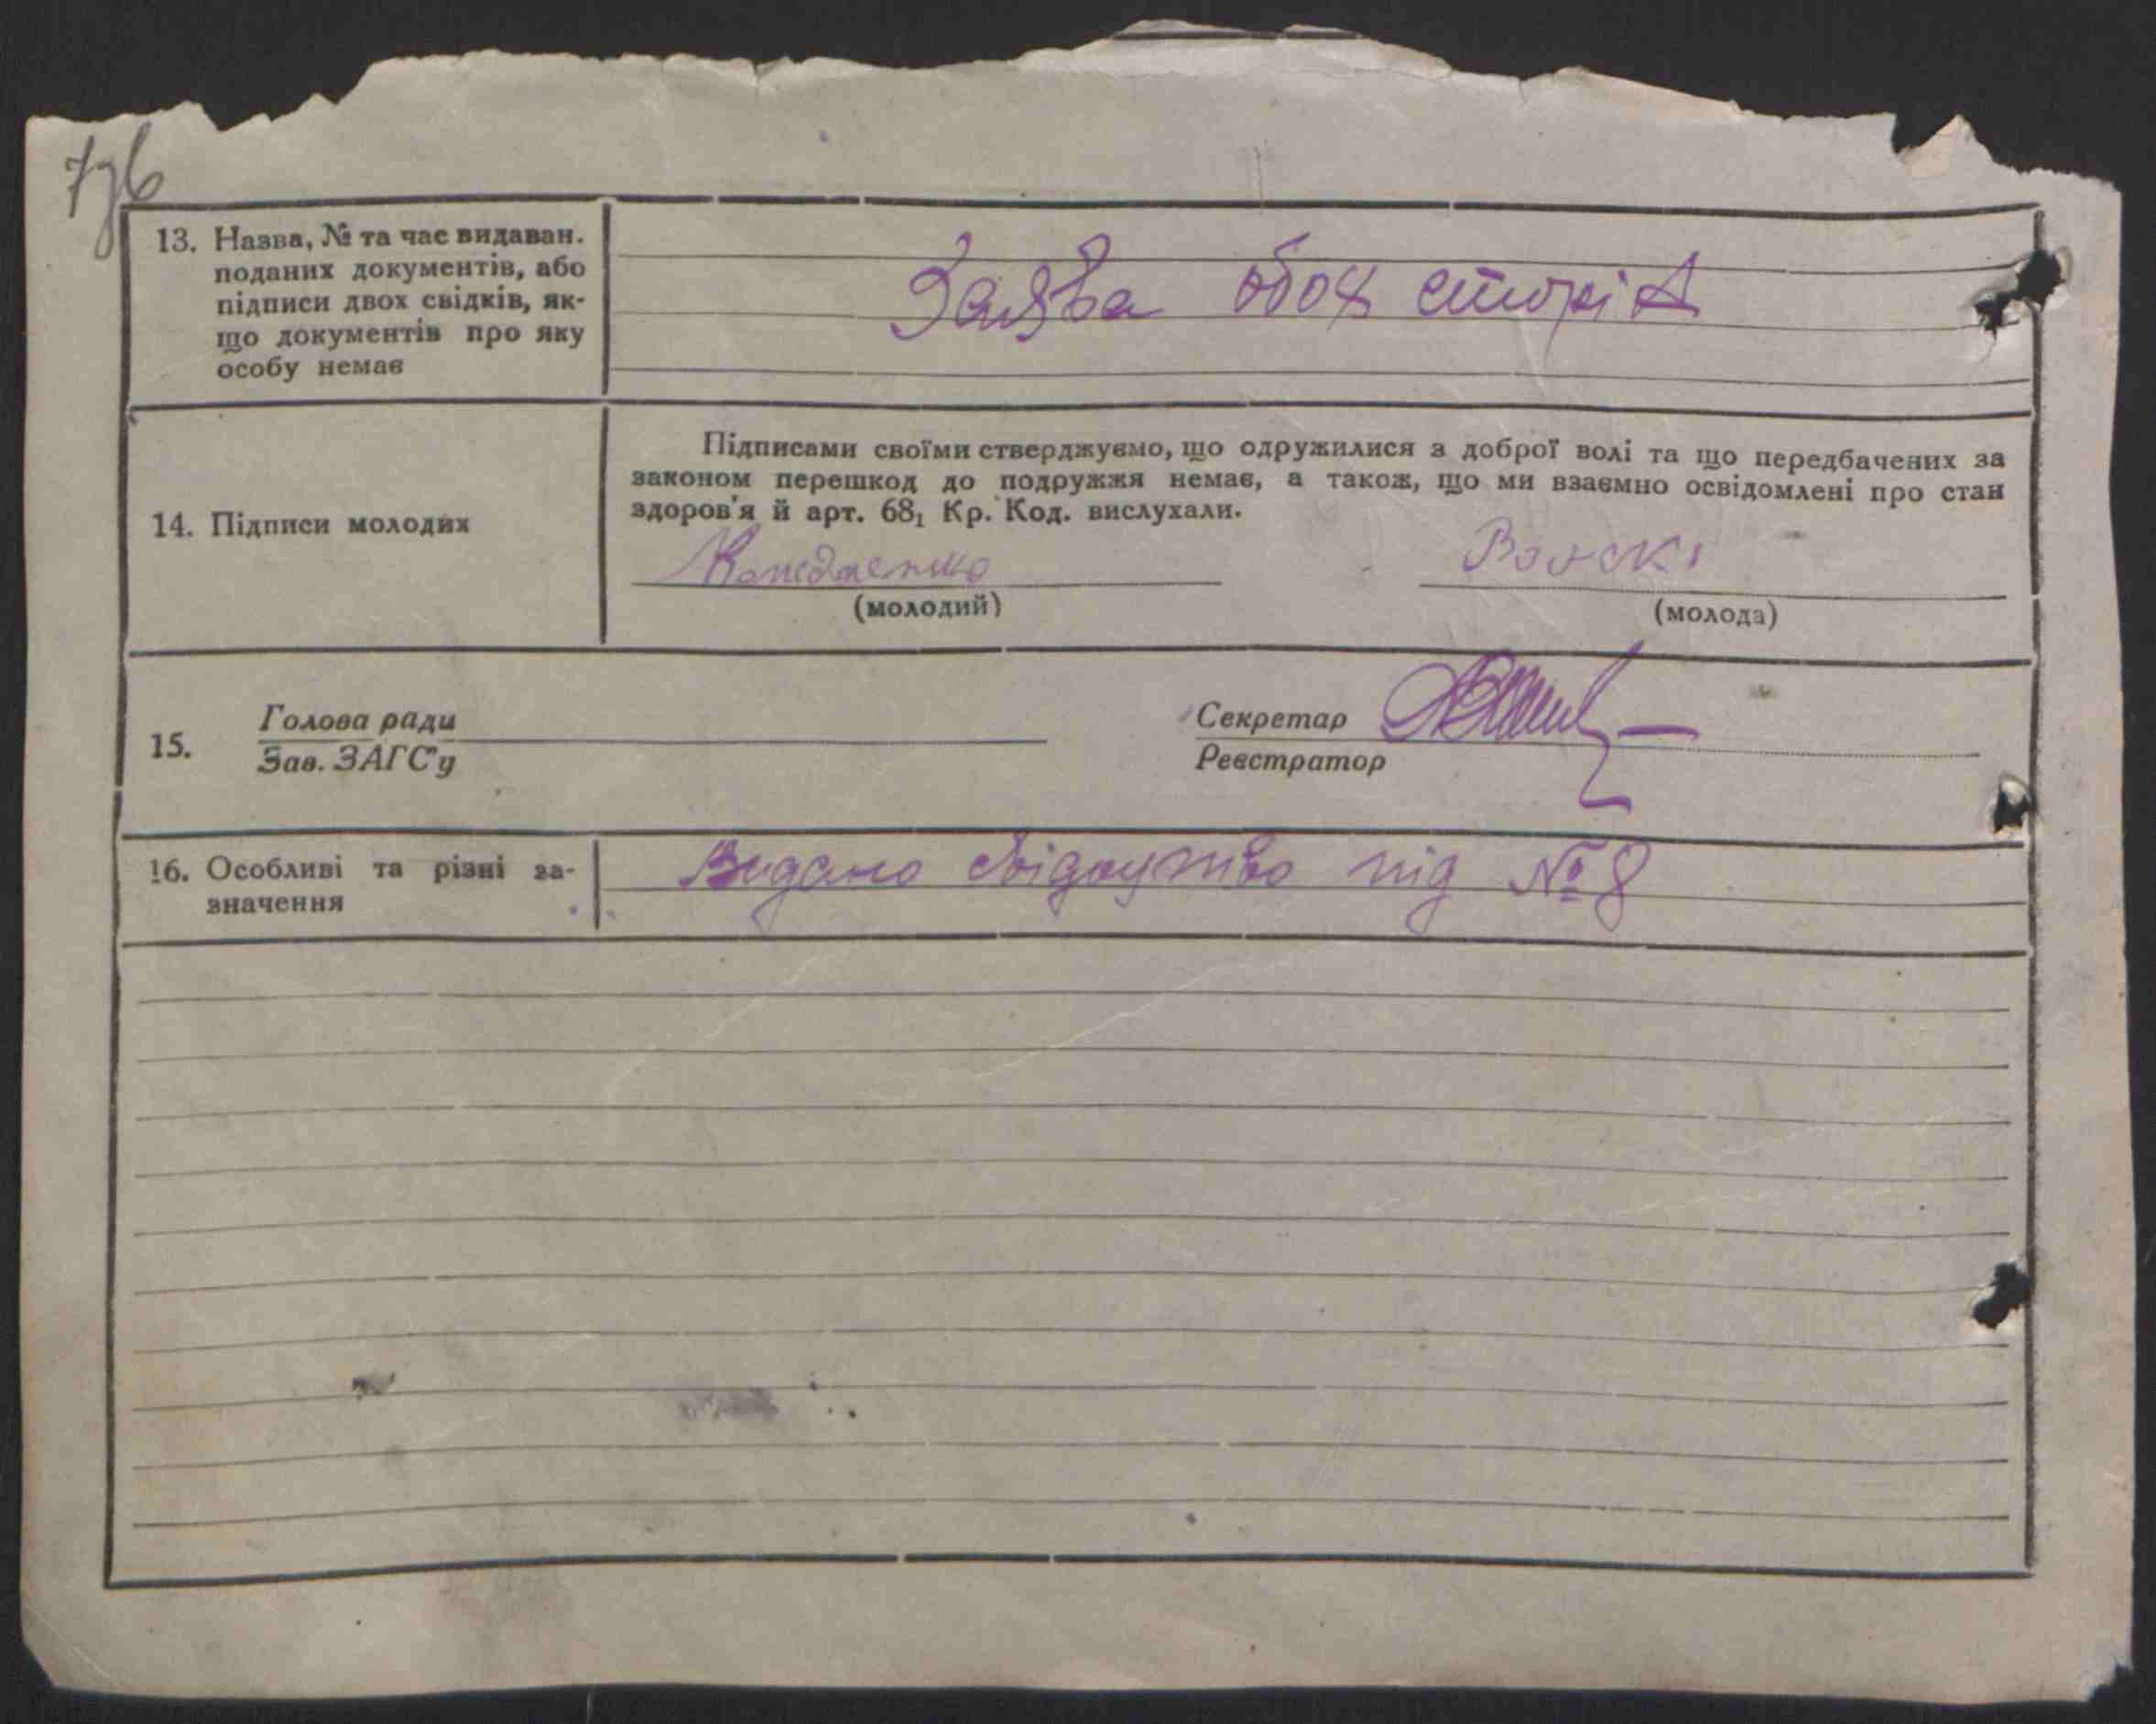 7зв
13. Назва, № та час видаван.
поданих документів, або
підписи двох свідків, як-
що документів про яку
особу немає
Заява обох сторін
14. Підписи молодих
Підписами своїми стверджуємо, що одружилися з доброї волі та що передбачених за
законом перешкод до подружжя немає, а також, що ми взаємно освідомлені про стан
здоров'я й арт. 68₁ Кр. Код. вислухали.
(молодий)
(молода)
15.
Голова ради
Зав. ЗАГС'у
Секретар
Реєстратор
16. Особливі та різні за-
значення
Видано свідоцтво під № 8